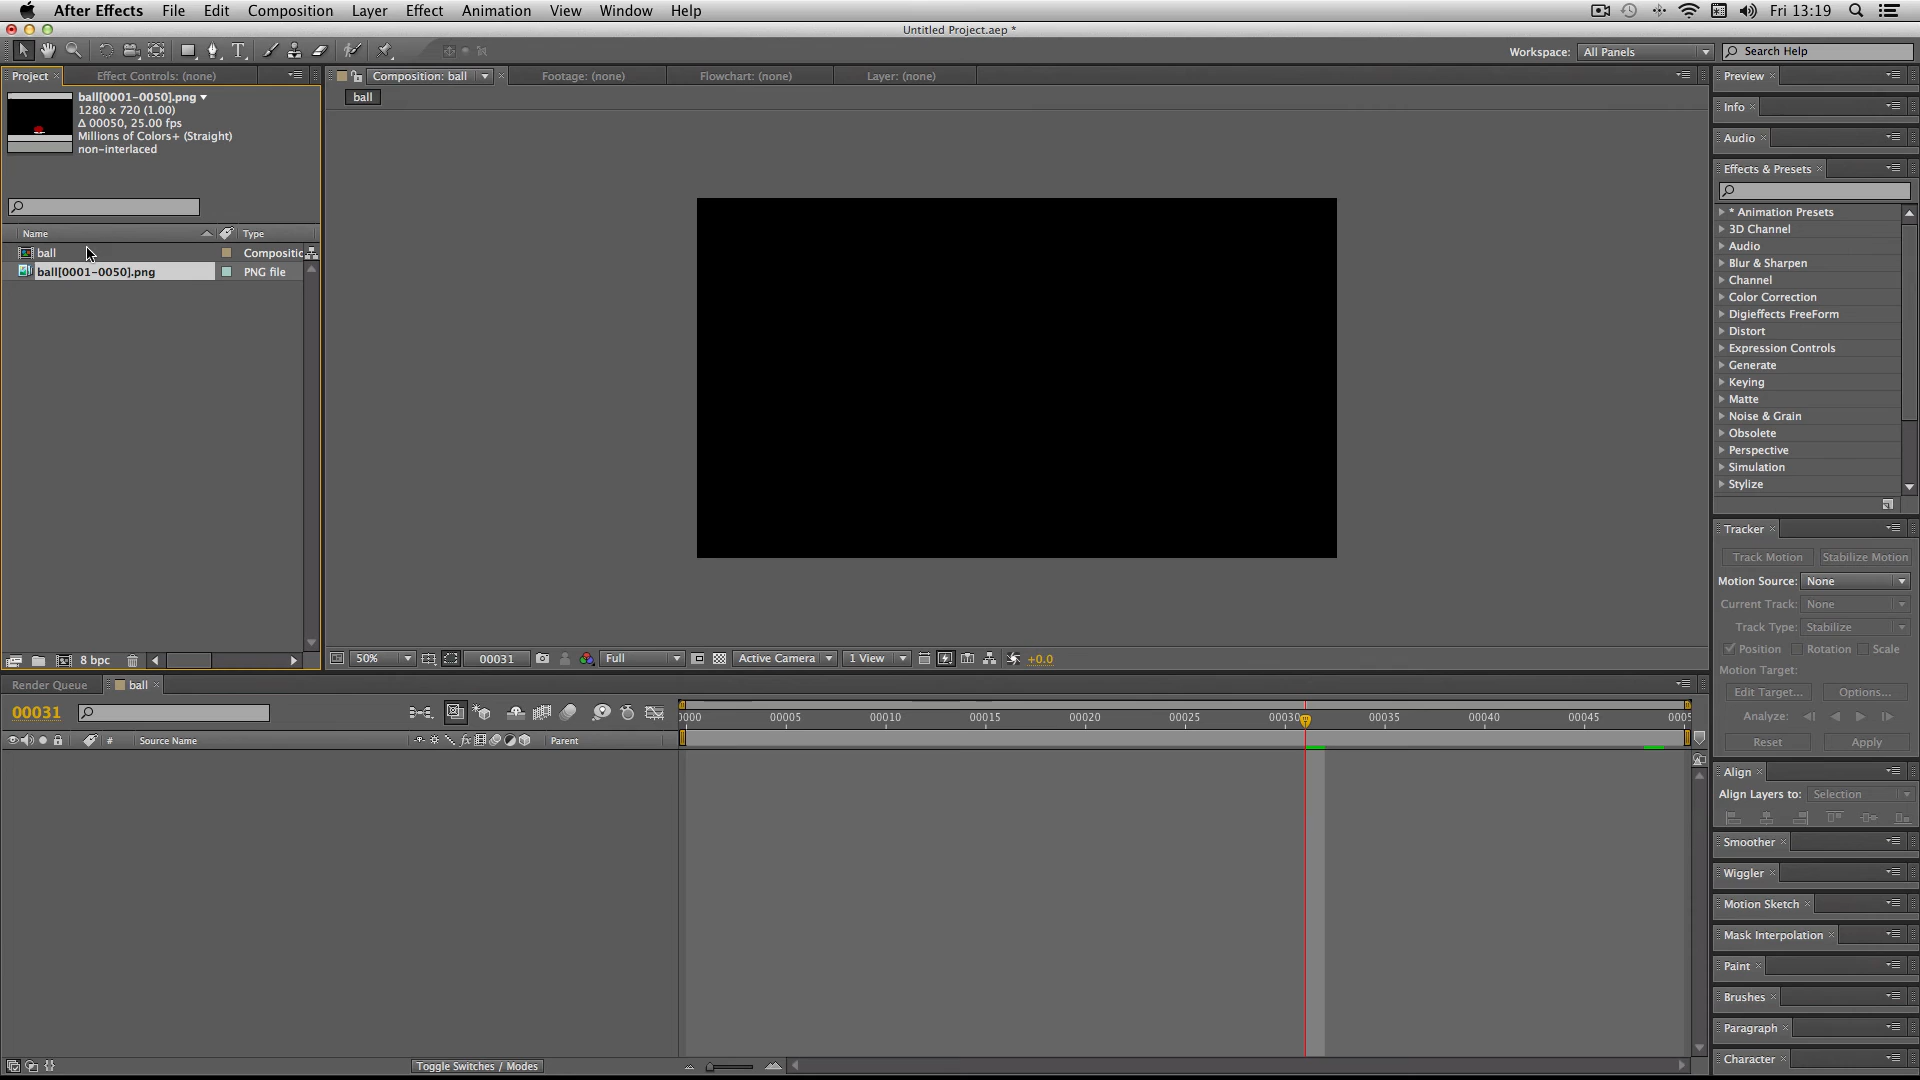 After Effects File Edit Composition Layer Effect Animation View Window Help Fri 13:19
Untitled Project.aep *
Workspace: All Panels Search Help
Project Effect Controls: (none) Composition: ball Footage: (none) Flowchart: (none) Layer: (none) Preview
ball[0001-0050].png
1280 x 720 (1.00)
Δ 00050, 25.00 fps
Millions of Colors+ (Straight)
non-interlaced
ball
Name Type
ball Compositic
ball[0001-0050].png PNG file
8 bpc
50% 00031 Full Active Camera 1 View +0.0
Info
Audio
Effects & Presets
* Animation Presets
3D Channel
Audio
Blur & Sharpen
Channel
Color Correction
Digieffects FreeForm
Distort
Expression Controls
Generate
Keying
Matte
Noise & Grain
Obsolete
Perspective
Simulation
Stylize
Tracker
Track Motion Stabilize Motion
Motion Source: None
Current Track: None
Track Type: Stabilize
Position Rotation Scale
Motion Target:
Edit Target... Options...
Analyze:
Reset Apply
Align
Align Layers to: Selection
Smoother
Wiggler
Motion Sketch
Mask Interpolation
Paint
Brushes
Paragraph
Character
Render Queue ball
00031 0000 00005 00010 00015 00020 00025 00030 00035 00040 00045 0005
# Source Name fx Parent
Toggle Switches / Modes